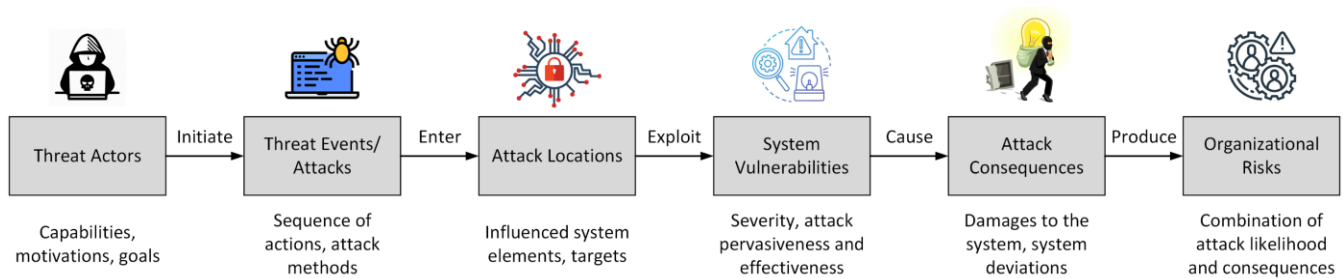 Threat Actors
Initiate
Threat Events/
Attacks
Enter
Attack Locations
Exploit
System
Vulnerabilities
Cause
Attack
Consequences
Produce
Organizational
Risks
Capabilities,
motivations, goals
Sequence of
actions, attack
methods
Influenced system
elements, targets
Severity, attack
pervasiveness and
effectiveness
Damages to the
system, system
deviations
Combination of
attack likelihood
and consequences